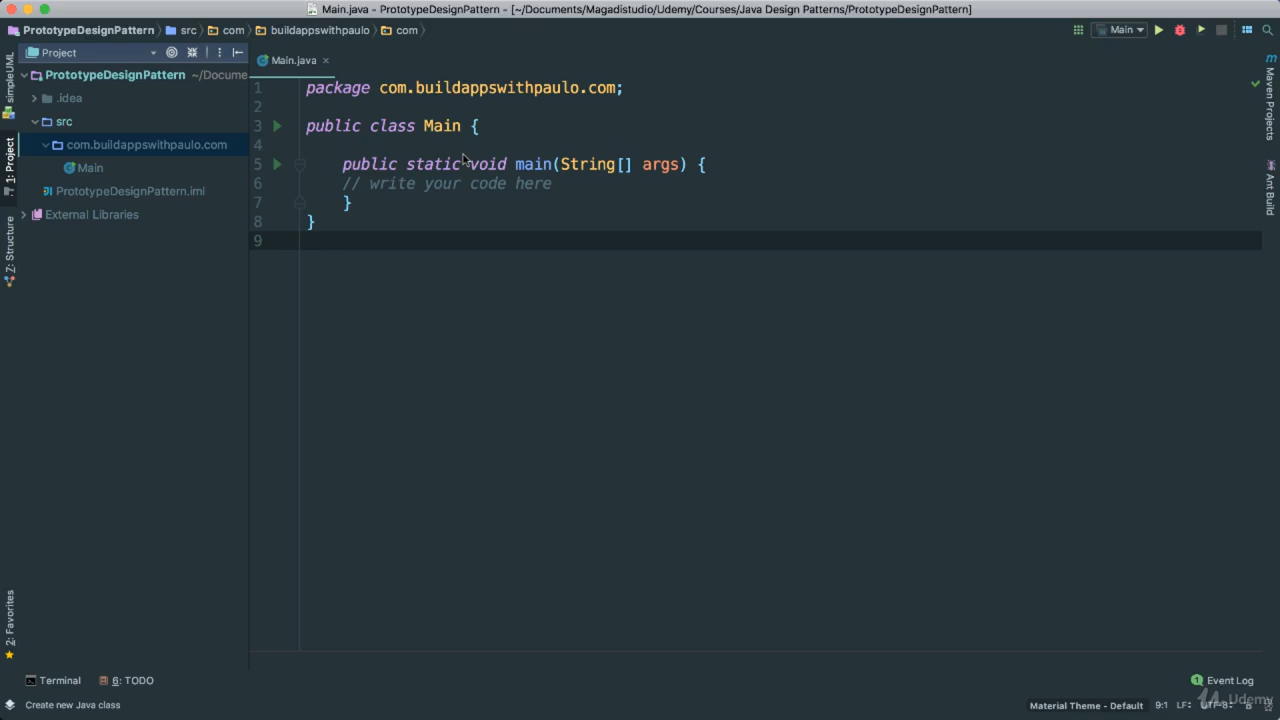 Main.java - PrototypeDesignPattern - [~/Documents/Magadistudio/Udemy/Courses/Java Design Patterns/PrototypeDesignPattern]
PrototypeDesignPattern src com buildappswithpaulo com Main
Project
Main.java
simpleUML
1: Project
Z: Structure
2: Favorites
PrototypeDesignPattern ~/Docume
.idea
src
com.buildappswithpaulo.com
Main
PrototypeDesignPattern.iml
External Libraries
1 package com.buildappswithpaulo.com;
2
3 public class Main {
4
5 public static void main(String[] args) {
6 // write your code here
7 }
8 }
9
Maven Projects
Ant Build
Terminal 6: TODO
1 Event Log
Create new Java class
Material Theme - Default 9:1 LF÷ UTF-8÷
Udemy